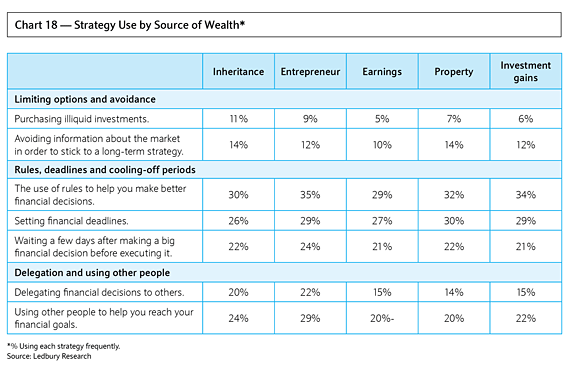 Chart 18 — Strategy Use by Source of Wealth*
Inheritance Entrepreneur Earnings Property Investment gains
Limiting options and avoidance
Purchasing illiquid investments. 11% 9% 5% 7% 6%
Avoiding information about the market
in order to stick to a long-term strategy. 14% 12% 10% 14% 12%
Rules, deadlines and cooling-off periods
The use of rules to help you make better
financial decisions. 30% 35% 29% 32% 34%
Setting financial deadlines. 26% 29% 27% 30% 29%
Waiting a few days after making a big
financial decision before executing it. 22% 24% 21% 22% 21%
Delegation and using other people
Delegating financial decisions to others. 20% 22% 15% 14% 15%
Using other people to help you reach your
financial goals. 24% 29% 20%- 20% 22%
*% Using each strategy frequently.
Source: Ledbury Research